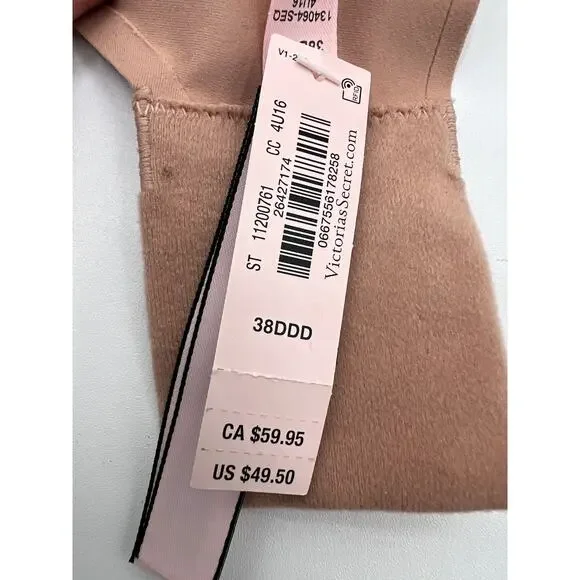 134064-SEQ
4U16
V1-2
RFID
ST 11200761 CC 4U16
26427174
0667556178258
VictoriasSecret.com
38DDD
CA $59.95
US $49.50